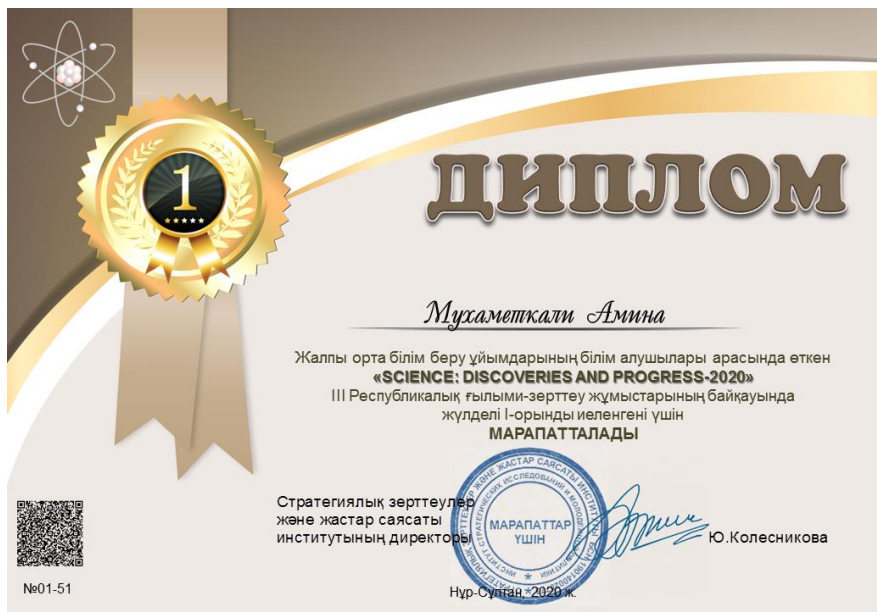 1
ДИПЛОМ
Мухаметкали Амина
Жалпы орта білім беру ұйымдарының білім алушылары арасында өткен
«SCIENCE: DISCOVERIES AND PROGRESS-2020»
III Республикалық ғылыми-зерттеу жұмыстарының байқауында
жүлделі І-орынды иеленгені үшін
МАРАПАТТАЛАДЫ
Стратегиялық зерттеулер
және жастар саясаты
институтының директоры
МАРАПАТТАР
ҮШІН
Ю.Колесникова
№01-51
Нұр-Сұлтан, 2020 ж.